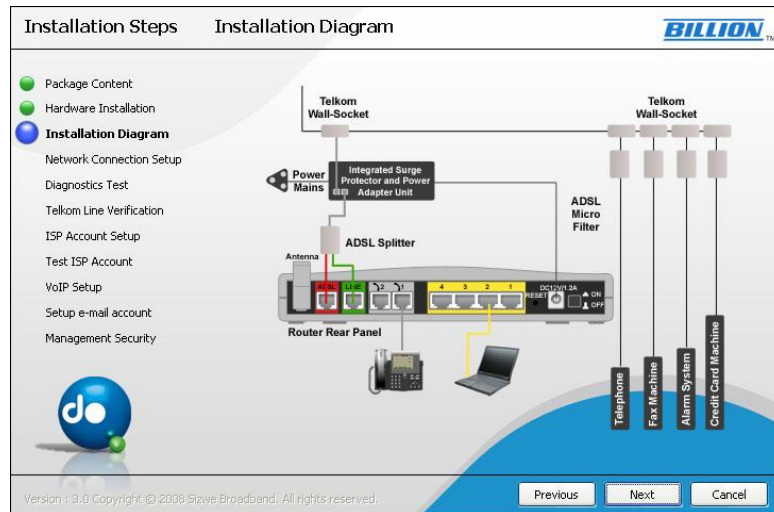 Installation Steps
Installation Diagram
BILLION TM
Package Content
Hardware Installation
Installation Diagram
Network Connection Setup
Diagnostics Test
Telkom Line Verification
ISP Account Setup
Test ISP Account
VoIP Setup
Setup e-mail account
Management Security
Telkom
Wall-Socket
Telkom
Wall-Socket
Power
Mains
Integrated Surge
Protector and Power
Adapter Unit
ADSL
Micro
Filter
ADSL Splitter
Antenna
ADSL
LINE
2
1
4
3
2
1
RESET
DC12V/1.2A
ON
OFF
Router Rear Panel
Telephone
Fax Machine
Alarm System
Credit Card Machine
do
Version : 3.0 Copyright © 2008 Sizwe Broadband. All rights reserved.
Previous
Next
Cancel